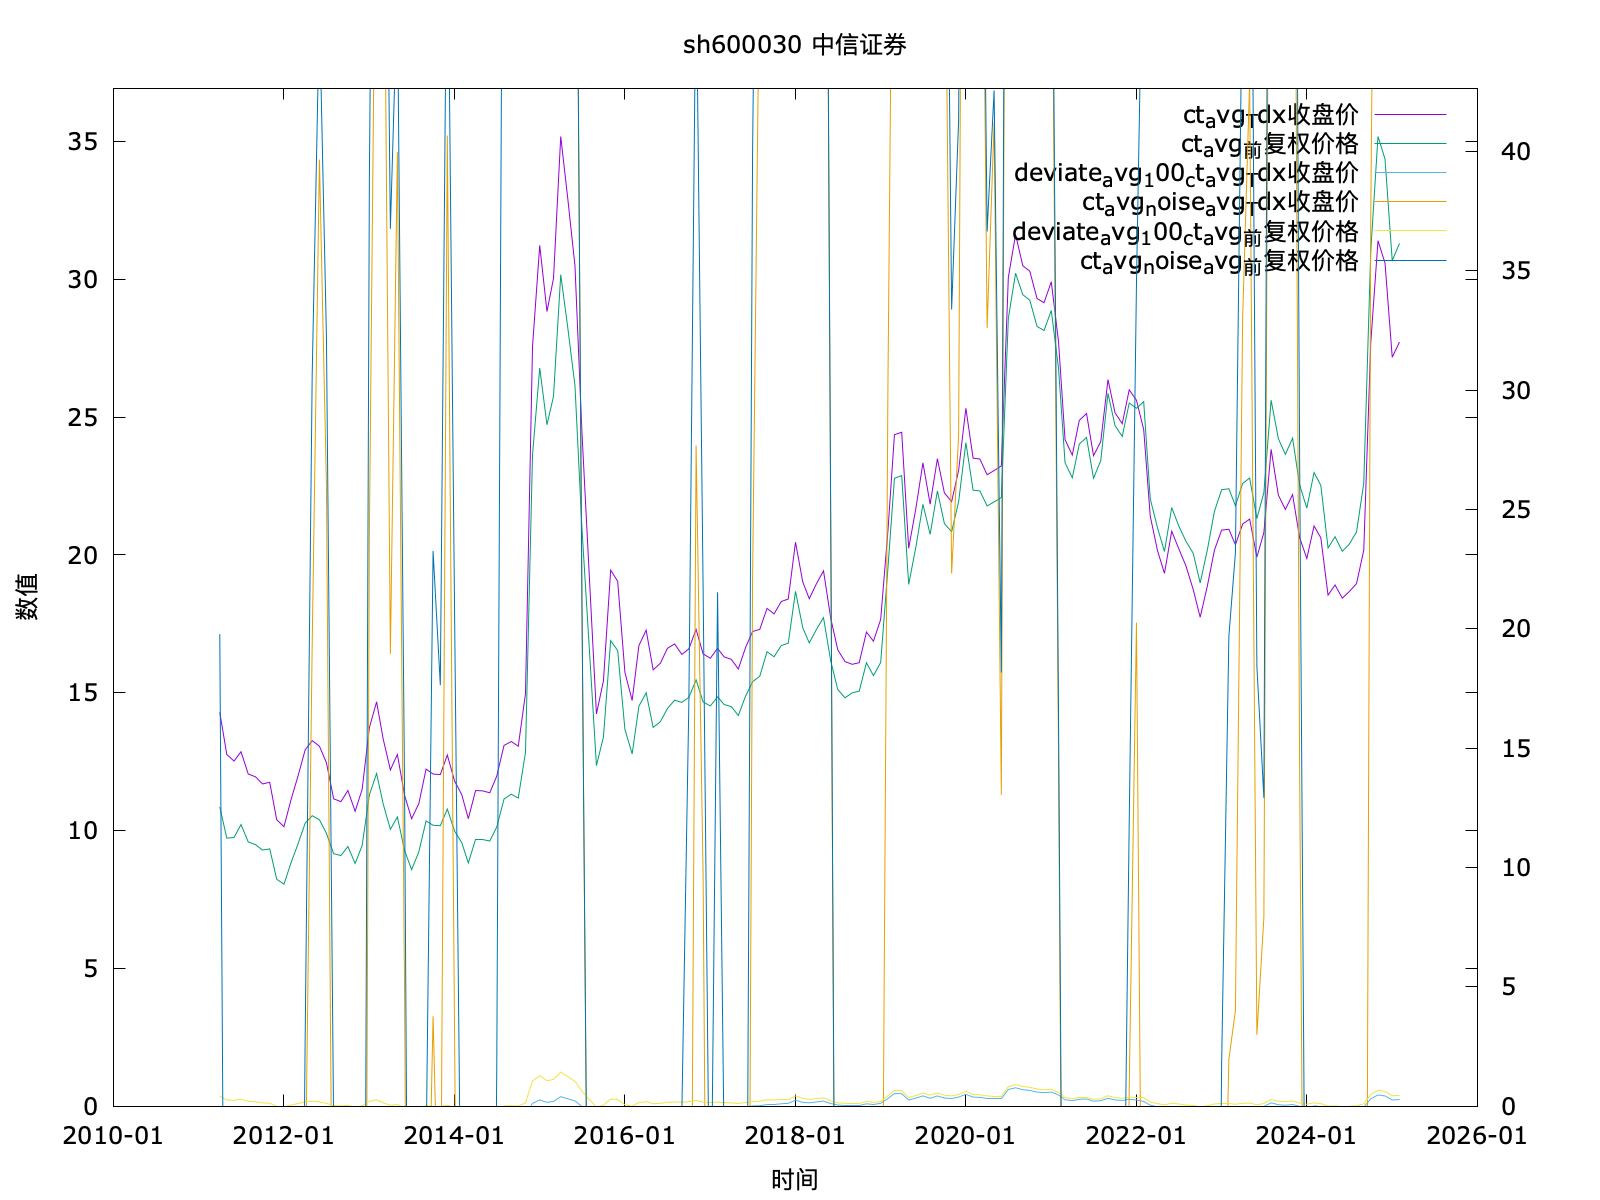 sh600030 中信证券
ct_avg_Tdx收盘价
ct_avg_前复权价格
deviate_avg_100_ct_avg_Tdx收盘价
ct_avg_noise_avg_Tdx收盘价
deviate_avg_100_ct_avg_前复权价格
ct_avg_noise_avg_前复权价格
35
30
25
20
15
10
5
0
40
35
30
25
20
15
10
5
0
数值
2010-01 2012-01 2014-01 2016-01 2018-01 2020-01 2022-01 2024-01 2026-01
时间